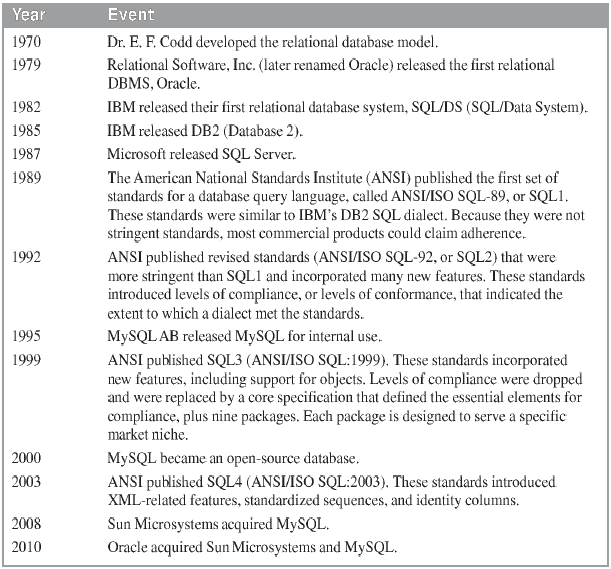 Year Event
1970 Dr. E. F. Codd developed the relational database model.
1979 Relational Software, Inc. (later renamed Oracle) released the first relational
DBMS, Oracle.
1982 IBM released their first relational database system, SQL/DS (SQL/Data System).
1985 IBM released DB2 (Database 2).
1987 Microsoft released SQL Server.
1989 The American National Standards Institute (ANSI) published the first set of
standards for a database query language, called ANSI/ISO SQL-89, or SQL1.
These standards were similar to IBM's DB2 SQL dialect. Because they were not
stringent standards, most commercial products could claim adherence.
1992 ANSI published revised standards (ANSI/ISO SQL-92, or SQL2) that were
more stringent than SQL1 and incorporated many new features. These standards
introduced levels of compliance, or levels of conformance, that indicated the
extent to which a dialect met the standards.
1995 MySQL AB released MySQL for internal use.
1999 ANSI published SQL3 (ANSI/ISO SQL:1999). These standards incorporated
new features, including support for objects. Levels of compliance were dropped
and were replaced by a core specification that defined the essential elements for
compliance, plus nine packages. Each package is designed to serve a specific
market niche.
2000 MySQL became an open-source database.
2003 ANSI published SQL4 (ANSI/ISO SQL:2003). These standards introduced
XML-related features, standardized sequences, and identity columns.
2008 Sun Microsystems acquired MySQL.
2010 Oracle acquired Sun Microsystems and MySQL.